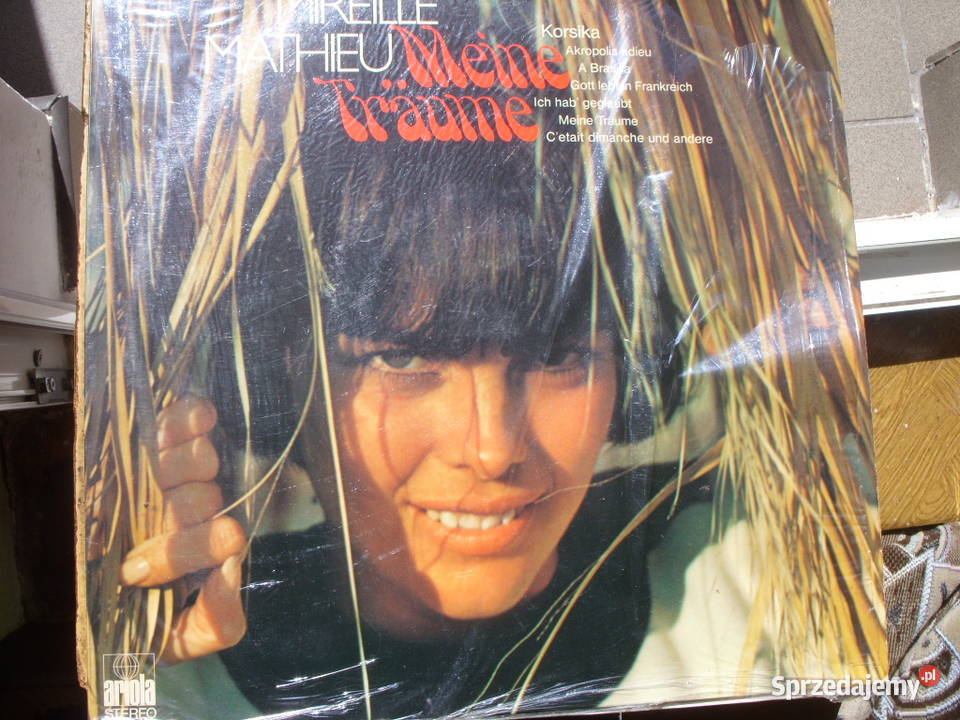 MIREILLE
MATHIEU
Meine
Träume
Korsika
Akropolis adieu
Gott lebt in Frankreich
Ich hab' geglaubt
Meine Träume
C'etait dimanche und andere
ariola
STEREO
Sprzedajemy.pl